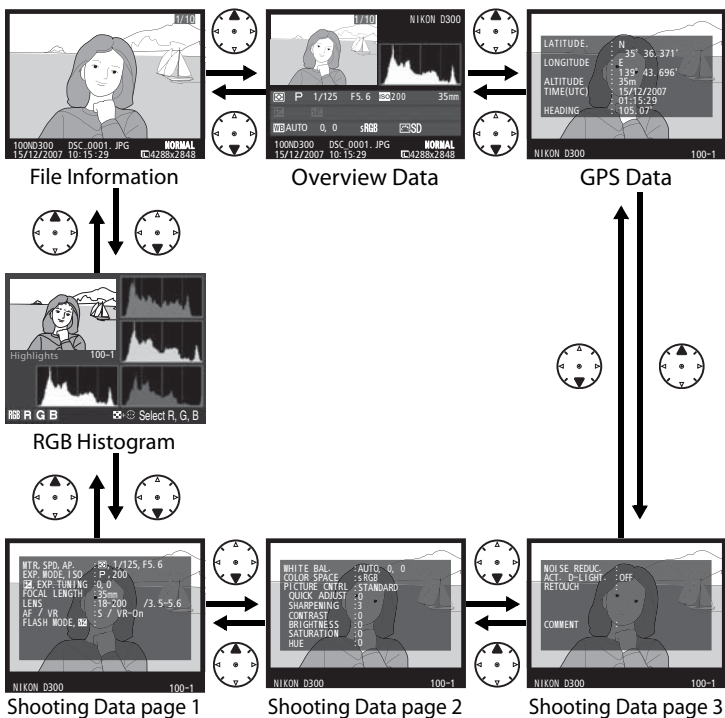 1/10
100ND300 DSC_0001. JPG NORMAL
15/12/2007 10:15:29 4288x2848
File Information
1/10 NIKON D300
P 1/125 F5.6 ISO 200 35mm
WB AUTO 0, 0 sRGB SD
100ND300 DSC_0001. JPG NORMAL
15/12/2007 10:15:29 4288x2848
Overview Data
LATITUDE. : N
: 35° 36.371'
LONGITUDE : E
: 139° 43.696'
ALTITUDE : 35m
TIME(UTC) : 15/12/2007
: 01:15:29
HEADING : 105.07°
NIKON D300 100-1
GPS Data
Highlights 100-1
RGB R G B Select R, G, B
RGB Histogram
MTR, SPD, AP. : , 1/125, F5.6
EXP. MODE, ISO : P, 200
, EXP. TUNING : 0, 0
FOCAL LENGTH : 35mm
LENS : 18-200 /3.5-5.6
AF / VR : S / VR-On
FLASH MODE, :
NIKON D300 100-1
Shooting Data page 1
WHITE BAL. : AUTO, 0, 0
COLOR SPACE : sRGB
PICTURE CNTRL : STANDARD
QUICK ADJUST : 0
SHARPENING : 3
CONTRAST : 0
BRIGHTNESS : 0
SATURATION : 0
HUE : 0
NIKON D300 100-1
Shooting Data page 2
NOISE REDUC. :
ACT. D-LIGHT. : OFF
RETOUCH :
COMMENT :
NIKON D300 100-1
Shooting Data page 3